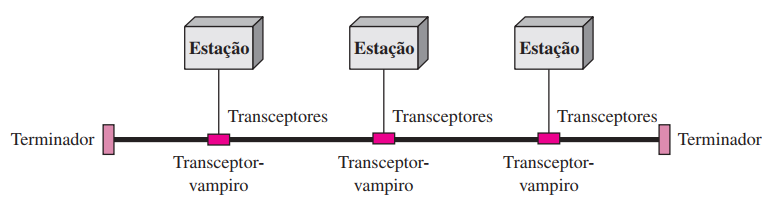 Estação Estação Estação
Transceptores Transceptores Transceptores
Terminador Terminador
Transceptor- Transceptor- Transceptor-
vampiro vampiro vampiro